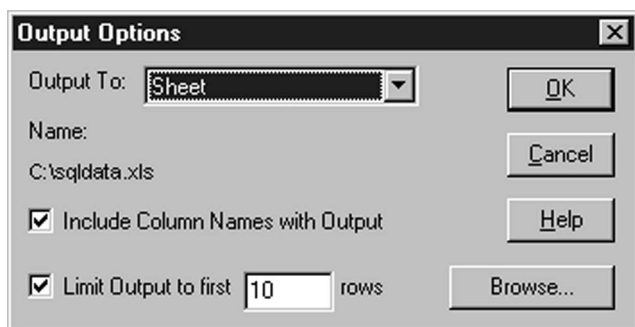 Output Options
Output To: Sheet
OK
Name:
C:\sqldata.xls
Cancel
Include Column Names with Output
Help
Limit Output to first 10 rows
Browse...